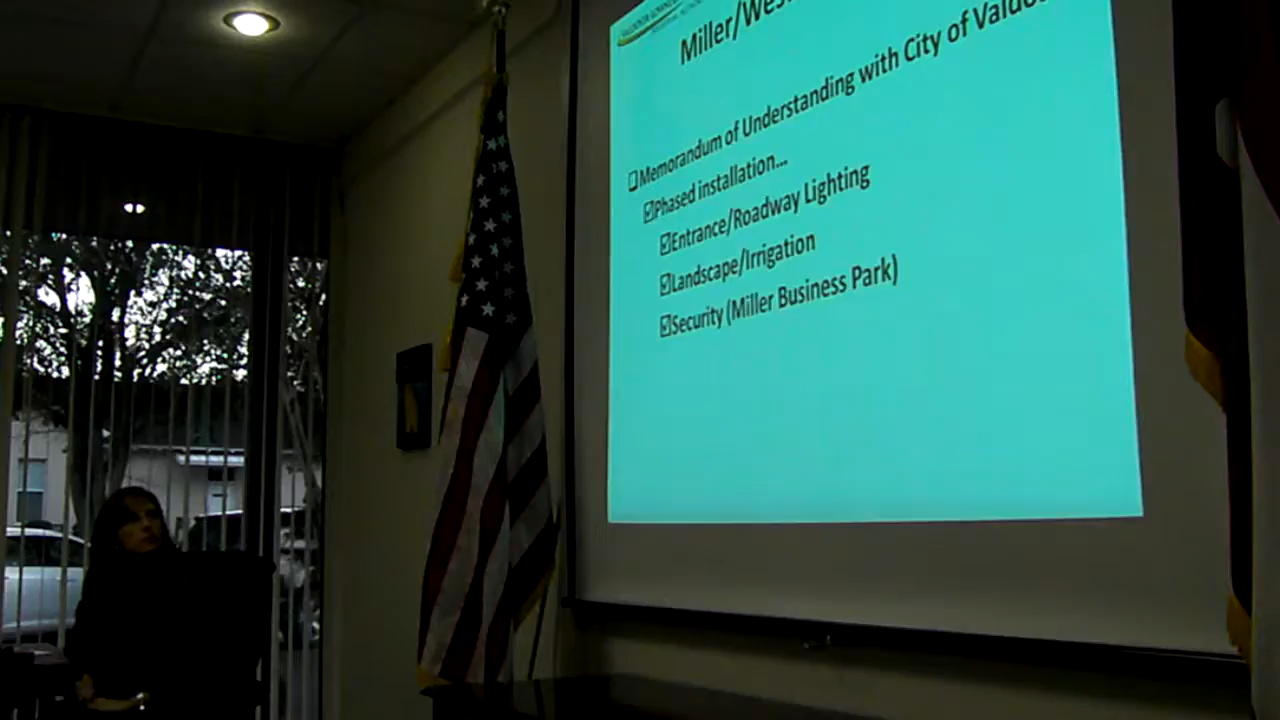 Miller/Wes
Memorandum of Understanding with City of Valdos
Phased installation...
Entrance/Roadway Lighting
Landscape/Irrigation
Security (Miller Business Park)